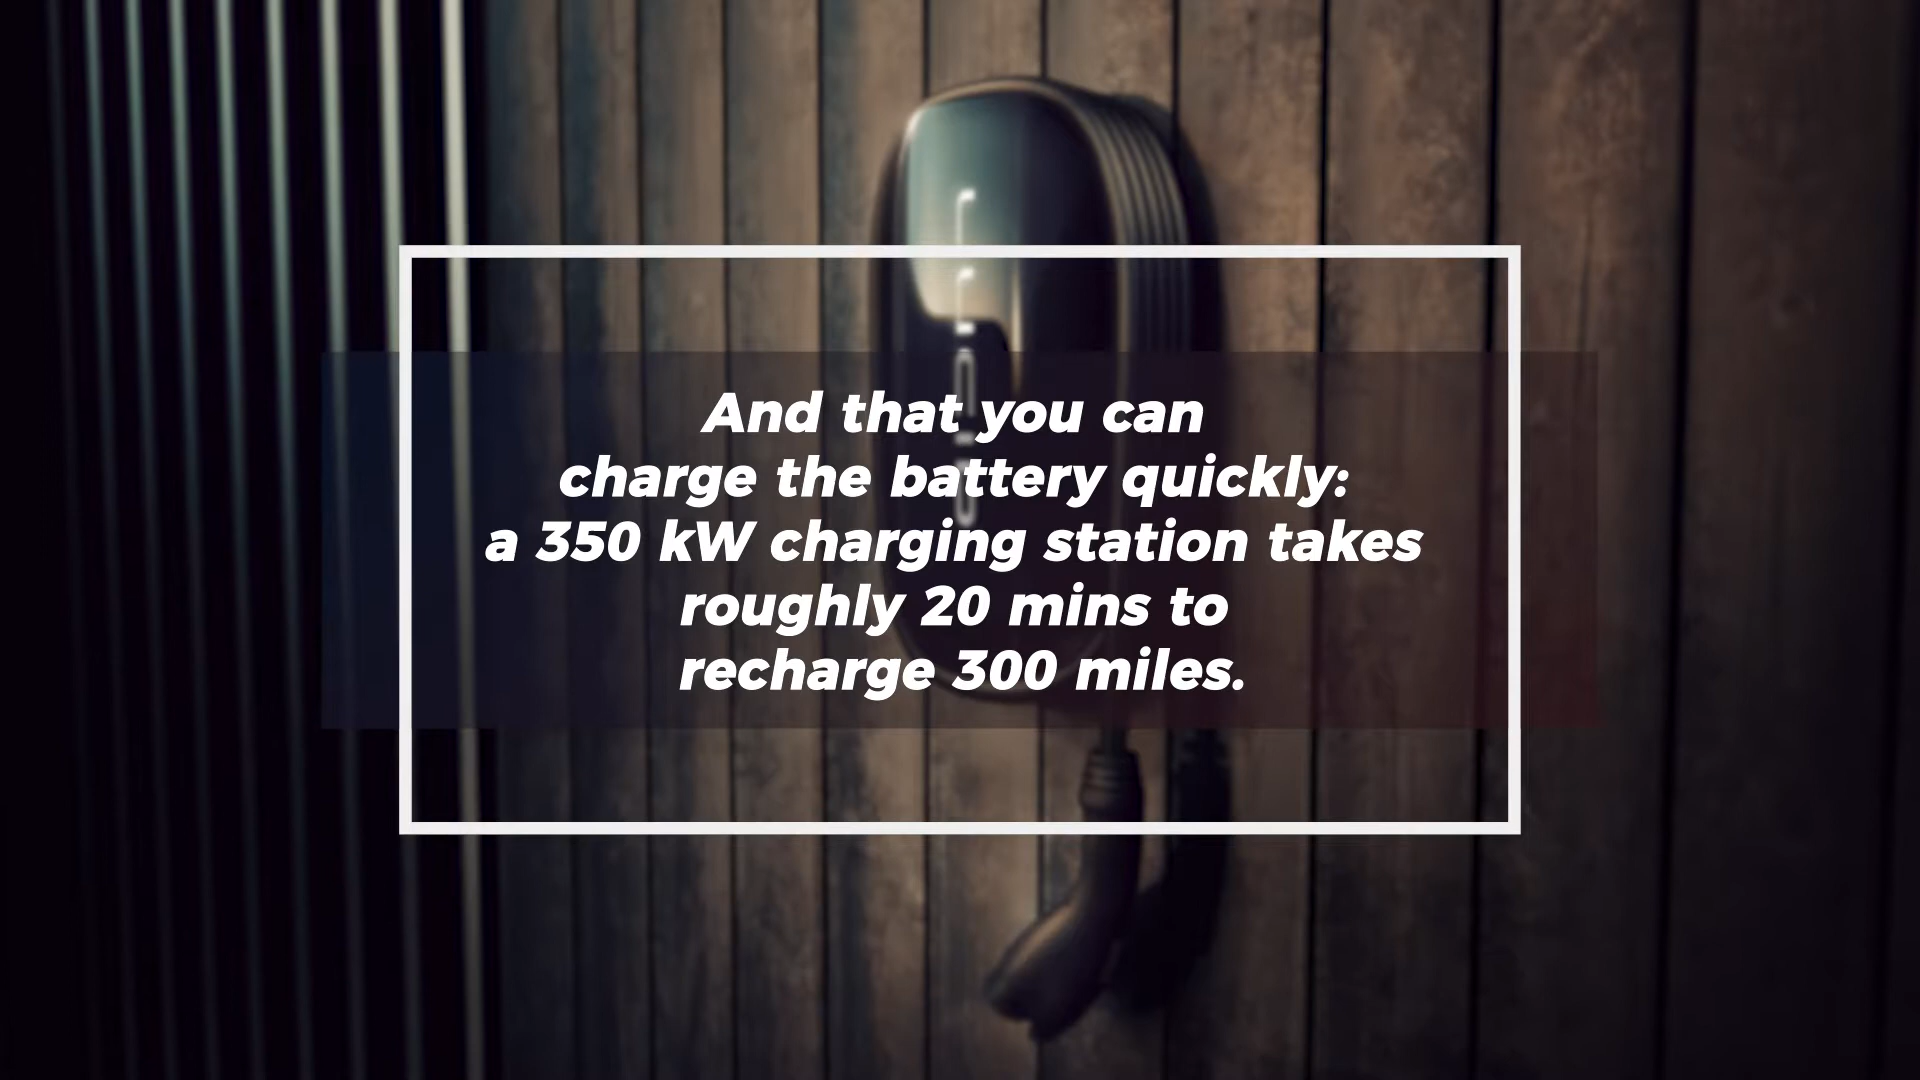 And that you can
charge the battery quickly:
a 350 kW charging station takes
roughly 20 mins to
recharge 300 miles.